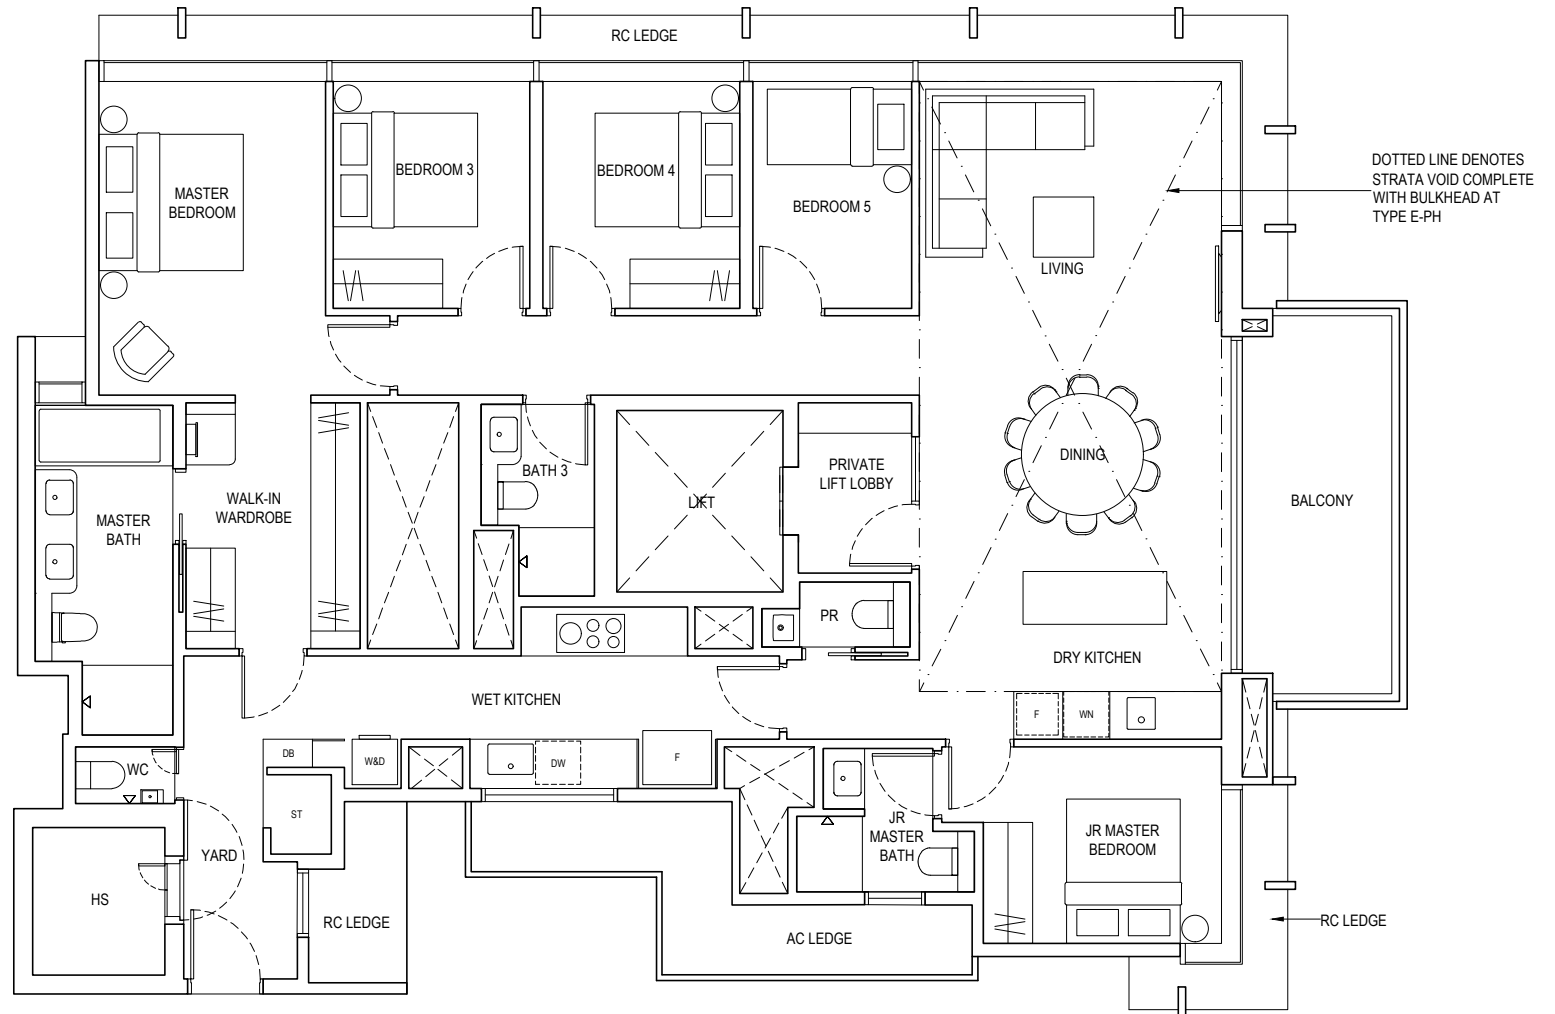 RC LEDGE
DOTTED LINE DENOTES
STRATA VOID COMPLETE
WITH BULKHEAD AT
TYPE E-PH
MASTER
BEDROOM
BEDROOM 3
BEDROOM 4
BEDROOM 5
LIVING
DINING
BALCONY
PRIVATE
LIFT LOBBY
LIFT
BATH 3
WALK-IN
WARDROBE
MASTER
BATH
PR
DRY KITCHEN
WET KITCHEN
F
WN
DB
W&D
DW
F
WC
ST
YARD
HS
RC LEDGE
AC LEDGE
JR
MASTER
BATH
JR MASTER
BEDROOM
RC LEDGE